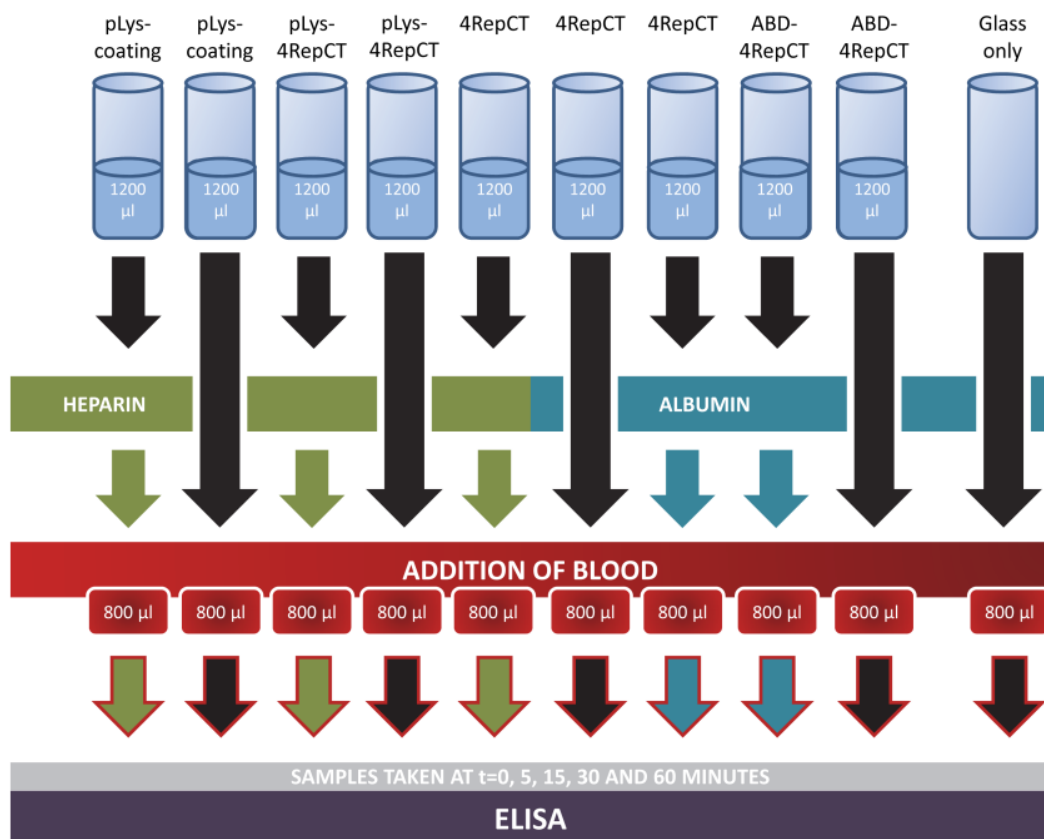 pLys-
coating
pLys-
coating
pLys-
4RepCT
pLys-
4RepCT
4RepCT
4RepCT
4RepCT
ABD-
4RepCT
ABD-
4RepCT
Glass
only
1200
µl
1200
µl
1200
µl
1200
µl
1200
µl
1200
µl
1200
µl
1200
µl
1200
µl
HEPARIN
ALBUMIN
ADDITION OF BLOOD
800 µl
800 µl
800 µl
800 µl
800 µl
800 µl
800 µl
800 µl
800 µl
800 µl
SAMPLES TAKEN AT t=0, 5, 15, 30 AND 60 MINUTES
ELISA